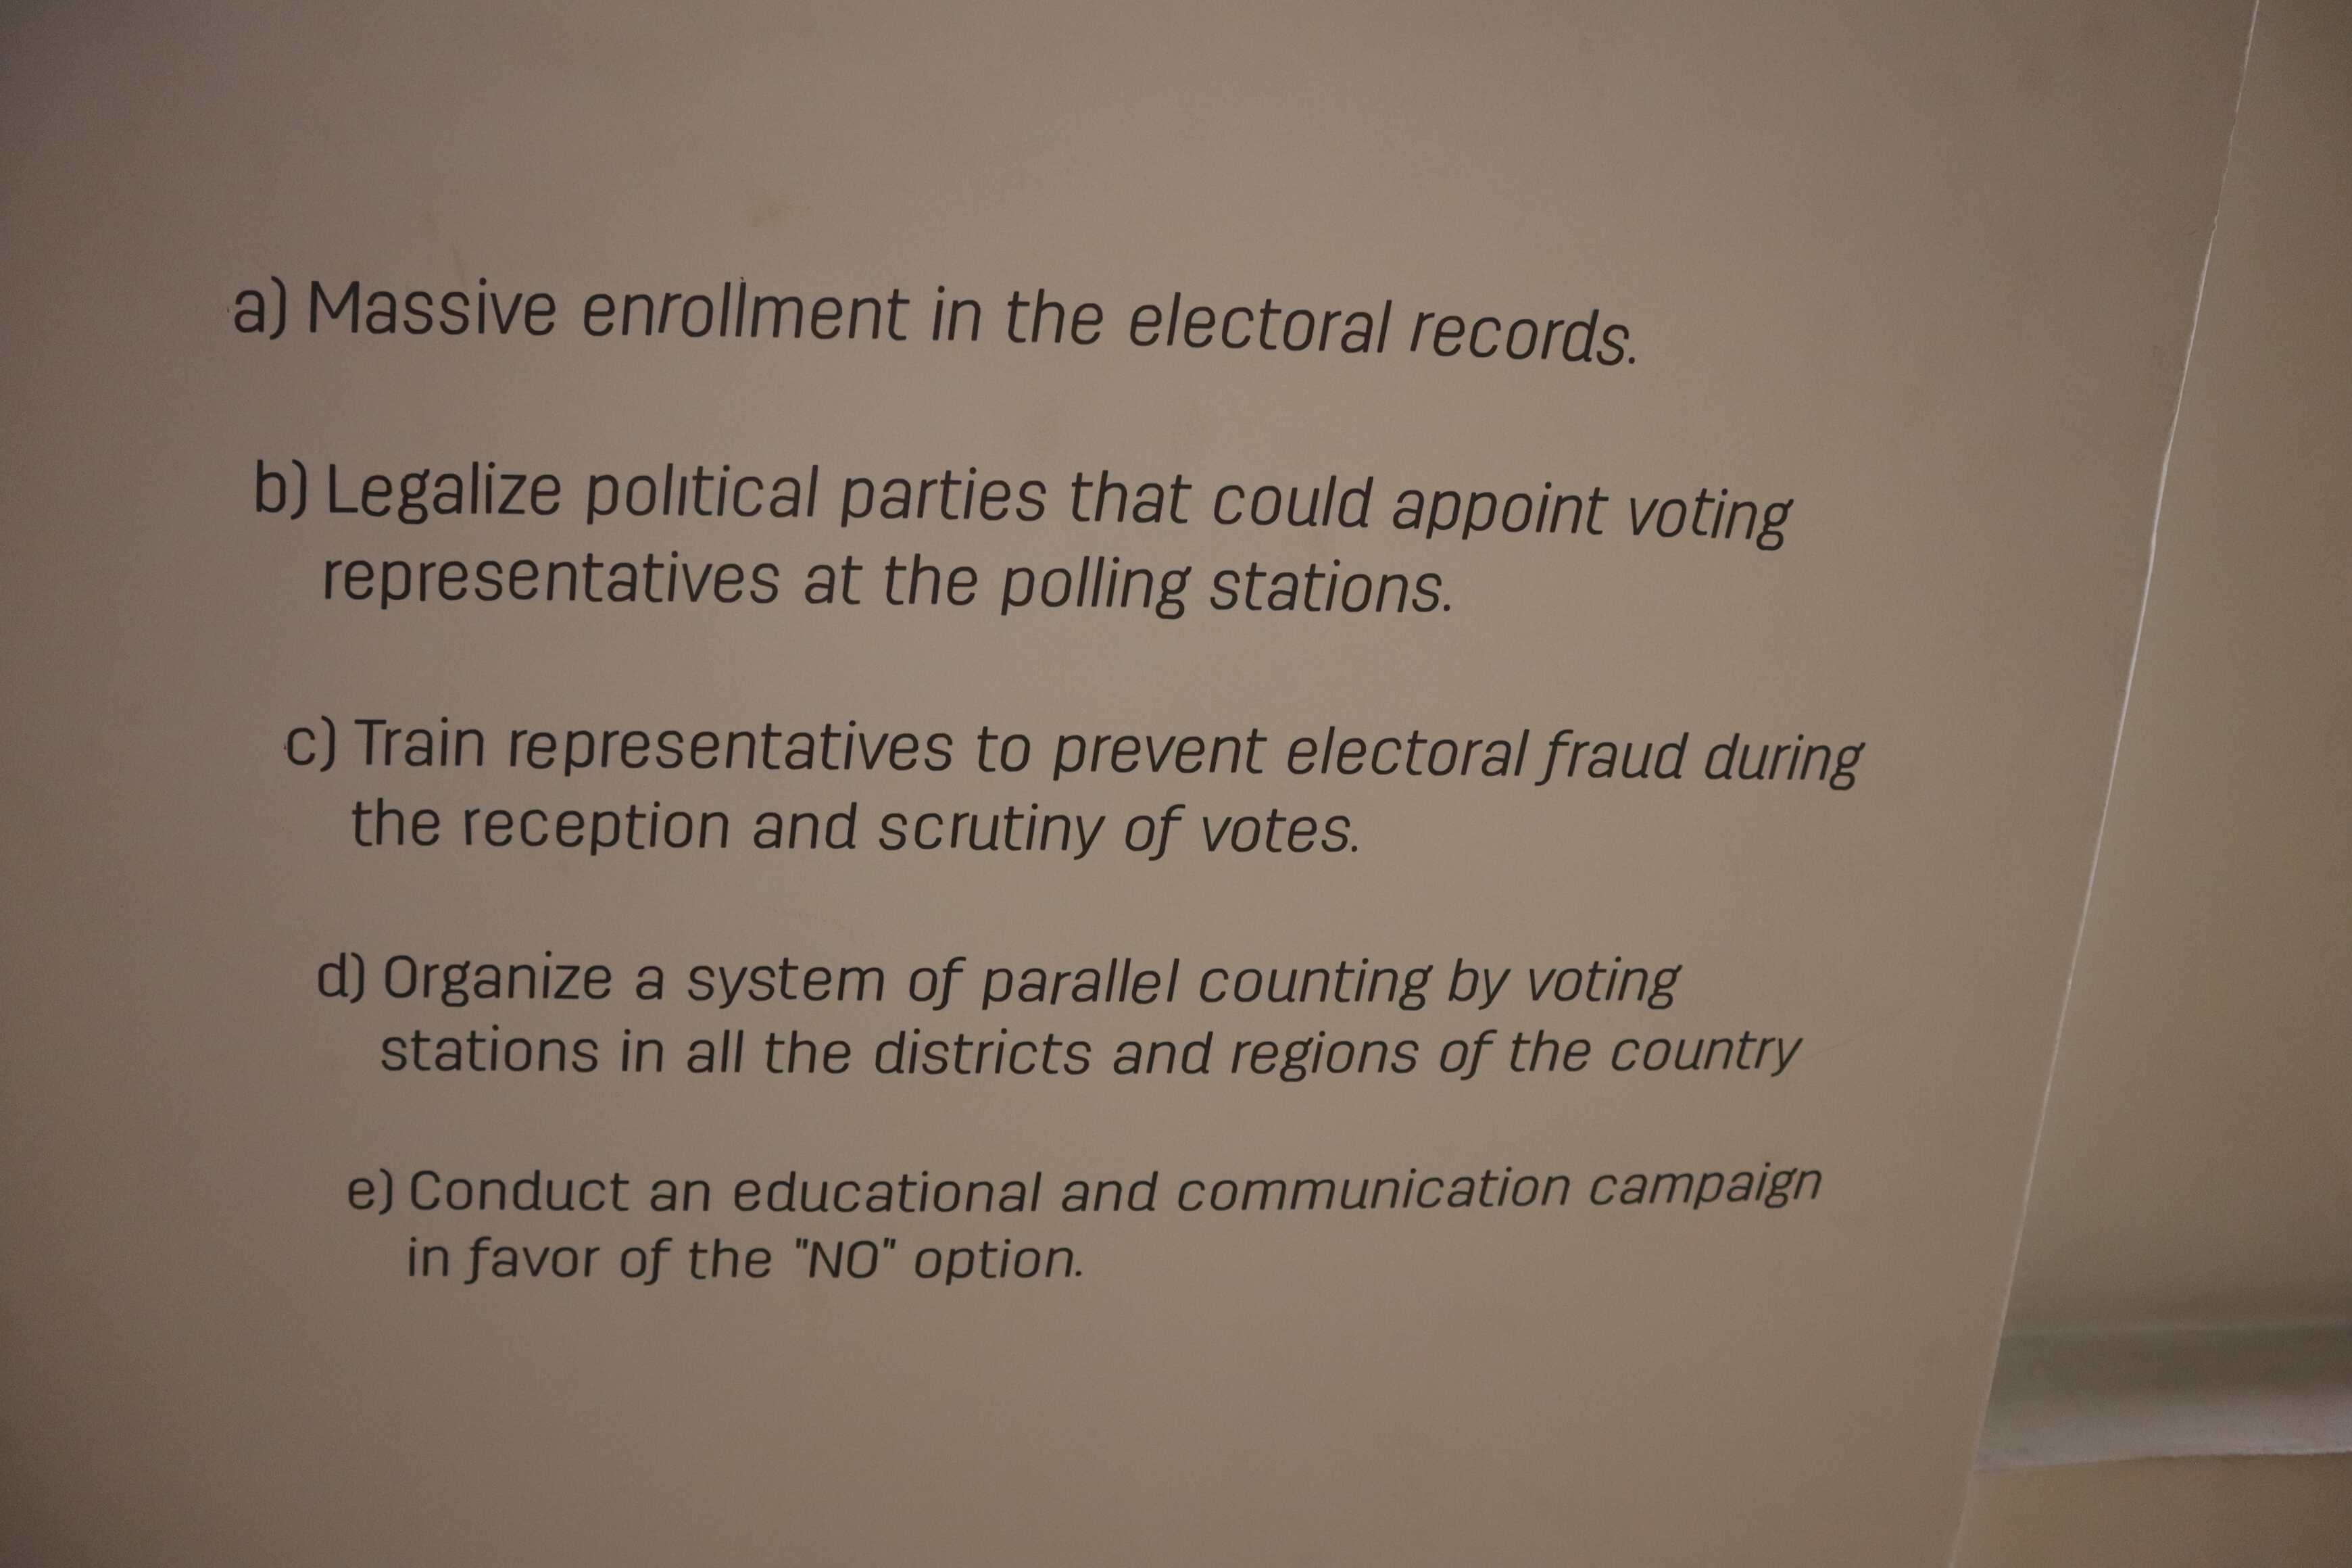 a) Massive enrollment in the electoral records.
b) Legalize political parties that could appoint voting
representatives at the polling stations.
c) Train representatives to prevent electoral fraud during
the reception and scrutiny of votes.
d) Organize a system of parallel counting by voting
stations in all the districts and regions of the country
e) Conduct an educational and communication campaign
in favor of the "NO" option.